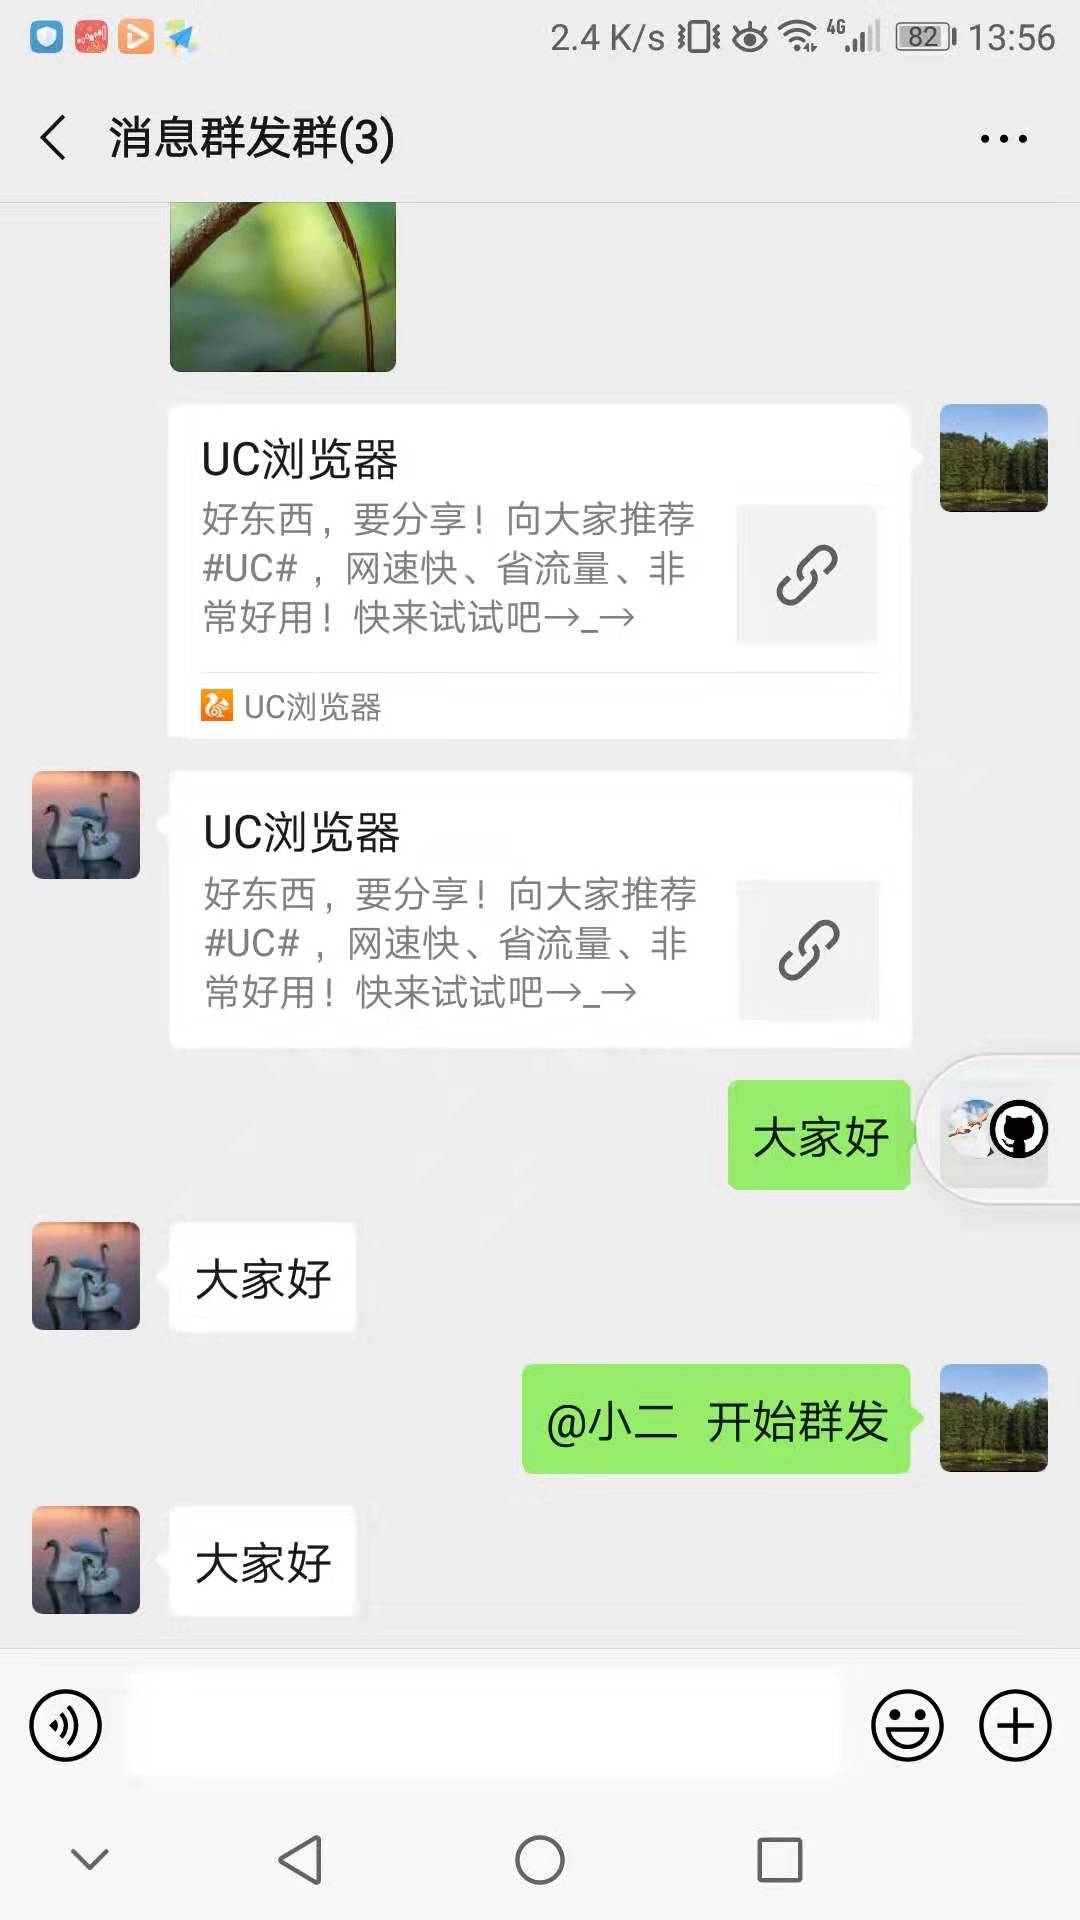 2.4 K/s 4G 82 13:56
消息群发群(3)
UC浏览器
好东西，要分享！向大家推荐
#UC# ，网速快、省流量、非
常好用！快来试试吧→_→
UC浏览器
UC浏览器
好东西，要分享！向大家推荐
#UC# ，网速快、省流量、非
常好用！快来试试吧→_→
大家好
大家好
@小二 开始群发
大家好